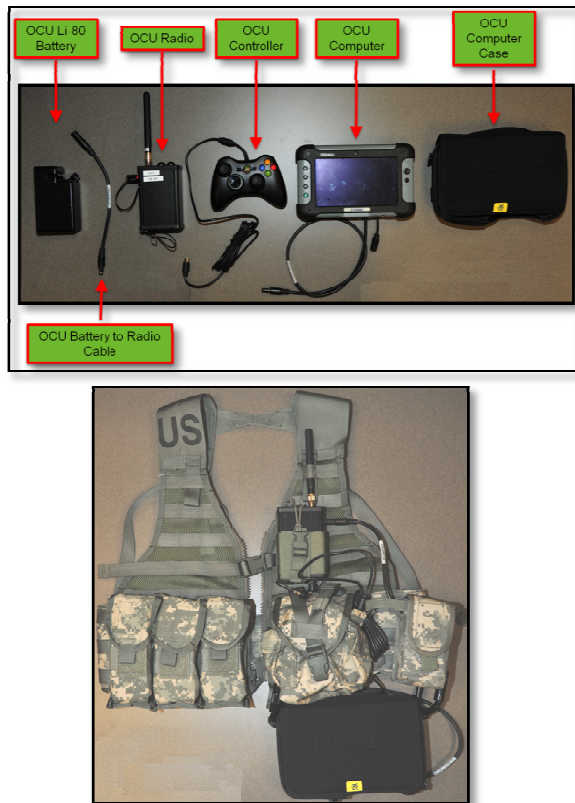 OCU Li 80
Battery
OCU Radio
OCU
Controller
OCU
Computer
OCU
Computer
Case
OCU Battery to Radio
Cable
US